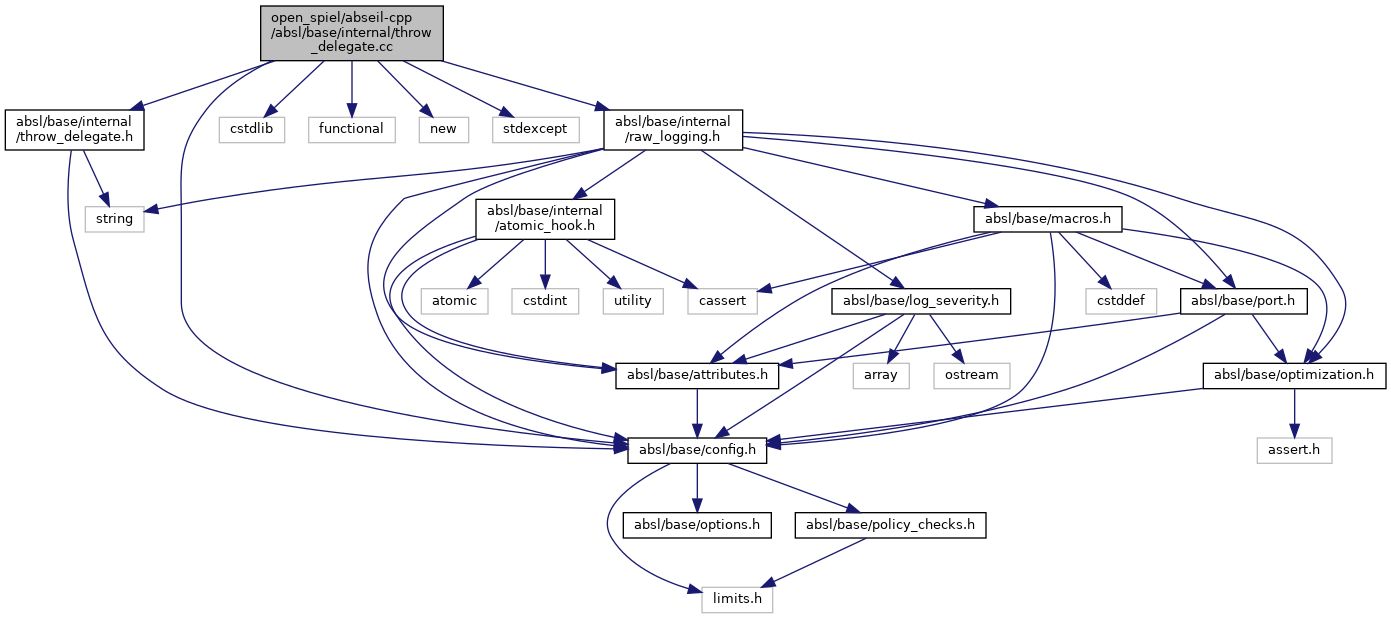 open_spiel/abseil-cpp
/absl/base/internal/throw
_delegate.cc
absl/base/internal
/throw_delegate.h
cstdlib
functional
new
stdexcept
absl/base/internal
/raw_logging.h
string
absl/base/internal
/atomic_hook.h
absl/base/macros.h
atomic
cstdint
utility
cassert
absl/base/log_severity.h
cstddef
absl/base/port.h
absl/base/attributes.h
array
ostream
absl/base/optimization.h
absl/base/config.h
assert.h
absl/base/options.h
absl/base/policy_checks.h
limits.h